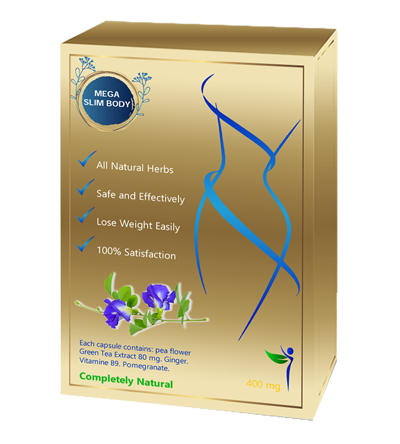 MEGA
SLIM BODY
All Natural Herbs
Safe and Effectively
Lose Weight Easily
100% Satisfaction
Each capsule contains: pea flower
Green Tea Extract 80 mg. Ginger.
Vitamine B9. Pomegranate.
Completely Natural
400 mg